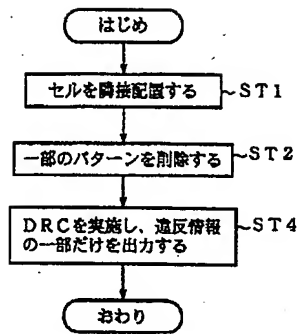 はじめ
セルを隣接配置する
～ST1
一部のパターンを削除する
～ST2
DRCを実施し、違反情報
の一部だけを出力する
～ST4
おわり